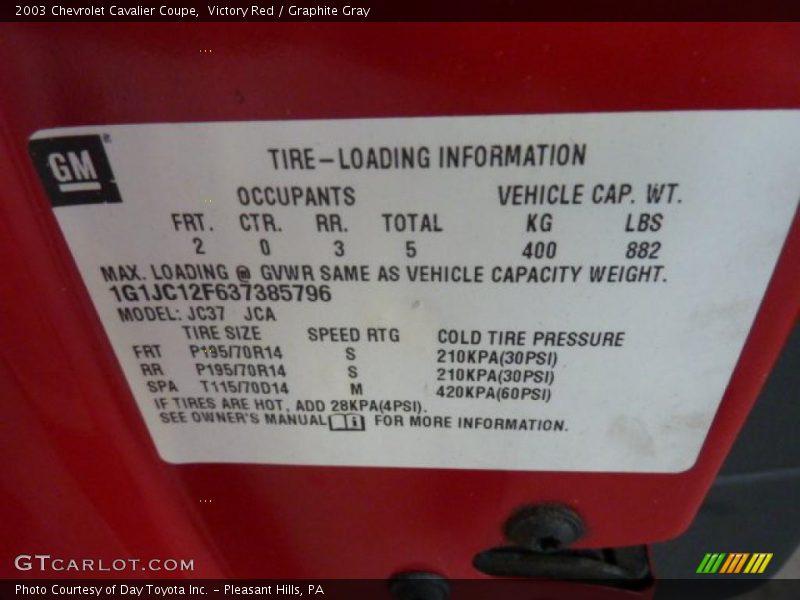 2003 Chevrolet Cavalier Coupe, Victory Red / Graphite Gray
GM
TIRE-LOADING INFORMATION
OCCUPANTS VEHICLE CAP. WT.
FRT. CTR. RR. TOTAL KG LBS
2 0 3 5 400 882
MAX. LOADING @ GVWR SAME AS VEHICLE CAPACITY WEIGHT.
1G1JC12F637385796
MODEL: JC37 JCA
TIRE SIZE SPEED RTG COLD TIRE PRESSURE
FRT P195/70R14 S 210KPA(30PSI)
RR P195/70R14 S 210KPA(30PSI)
SPA T115/70D14 M 420KPA(60PSI)
IF TIRES ARE HOT, ADD 28KPA(4PSI).
SEE OWNER'S MANUAL i FOR MORE INFORMATION.
GTCARLOT.COM
Photo Courtesy of Day Toyota Inc. - Pleasant Hills, PA